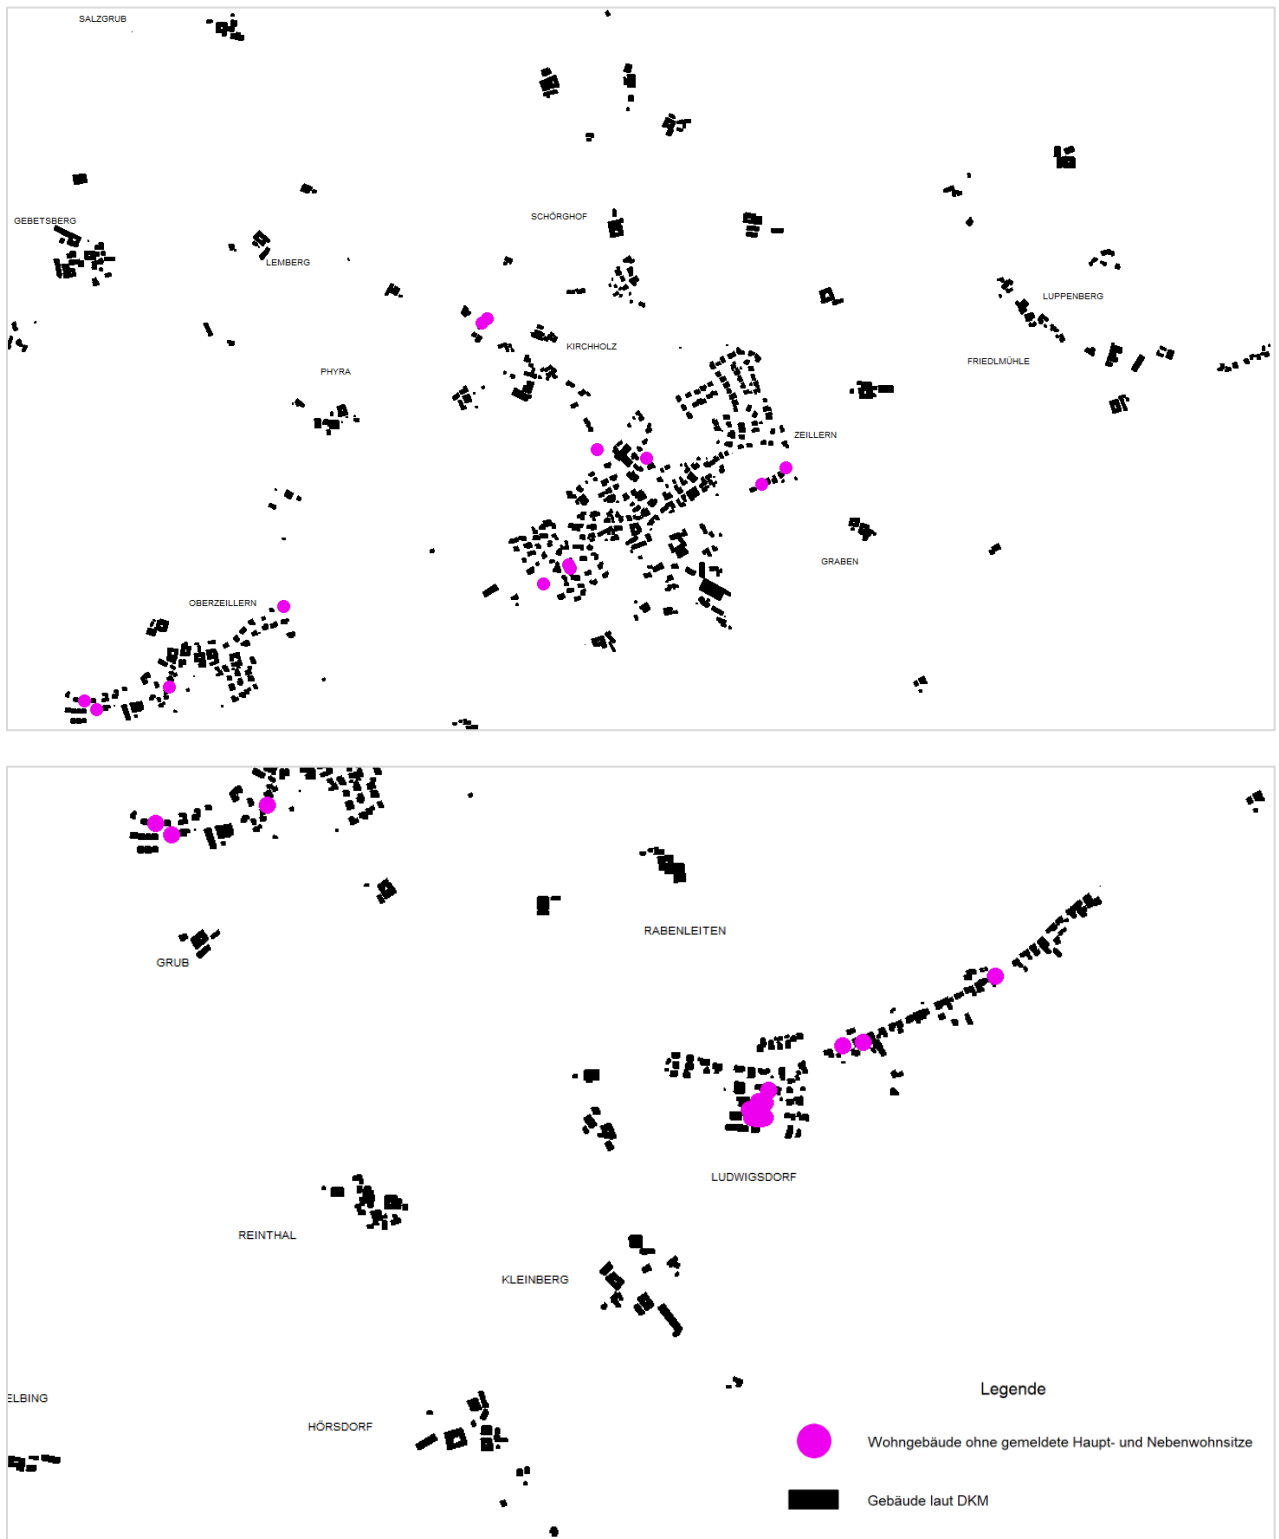 SALZGRUB
GEBETSBERG
SCHÖRGHOF
LEMBERG
LUPPENBERG
KIRCHHOLZ
FRIEDLMÜHLE
PHYRA
ZEILLERN
GRABEN
OBERZEILLERN
RABENLEITEN
GRUB
LUDWIGSDORF
REINTHAL
KLEINBERG
ELBING
HÖRSDORF
Legende
Wohngebäude ohne gemeldete Haupt- und Nebenwohnsitze
Gebäude laut DKM